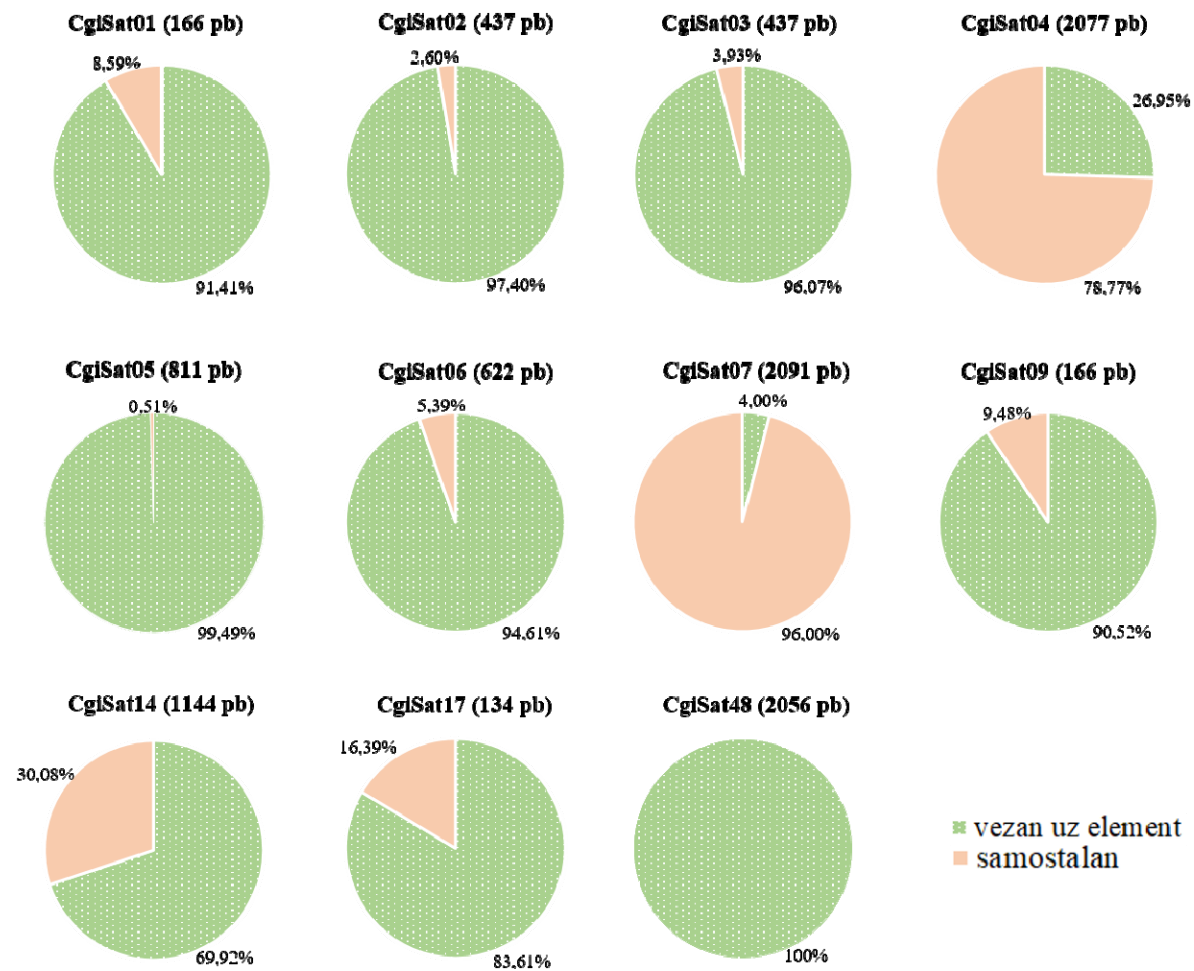 CgiSat01 (166 pb)
8,59%
91,41%
CgiSat02 (437 pb)
2,60%
97,40%
CgiSat03 (437 pb)
3,93%
96,07%
CgiSat04 (2077 pb)
26,95%
78,77%
CgiSat05 (811 pb)
0,51%
99,49%
CgiSat06 (622 pb)
5,39%
94,61%
CgiSat07 (2091 pb)
4,00%
96,00%
CgiSat09 (166 pb)
9,48%
90,52%
CgiSat14 (1144 pb)
30,08%
69,92%
CgiSat17 (134 pb)
16,39%
83,61%
CgiSat48 (2056 pb)
100%
vezan uz element
samostalan